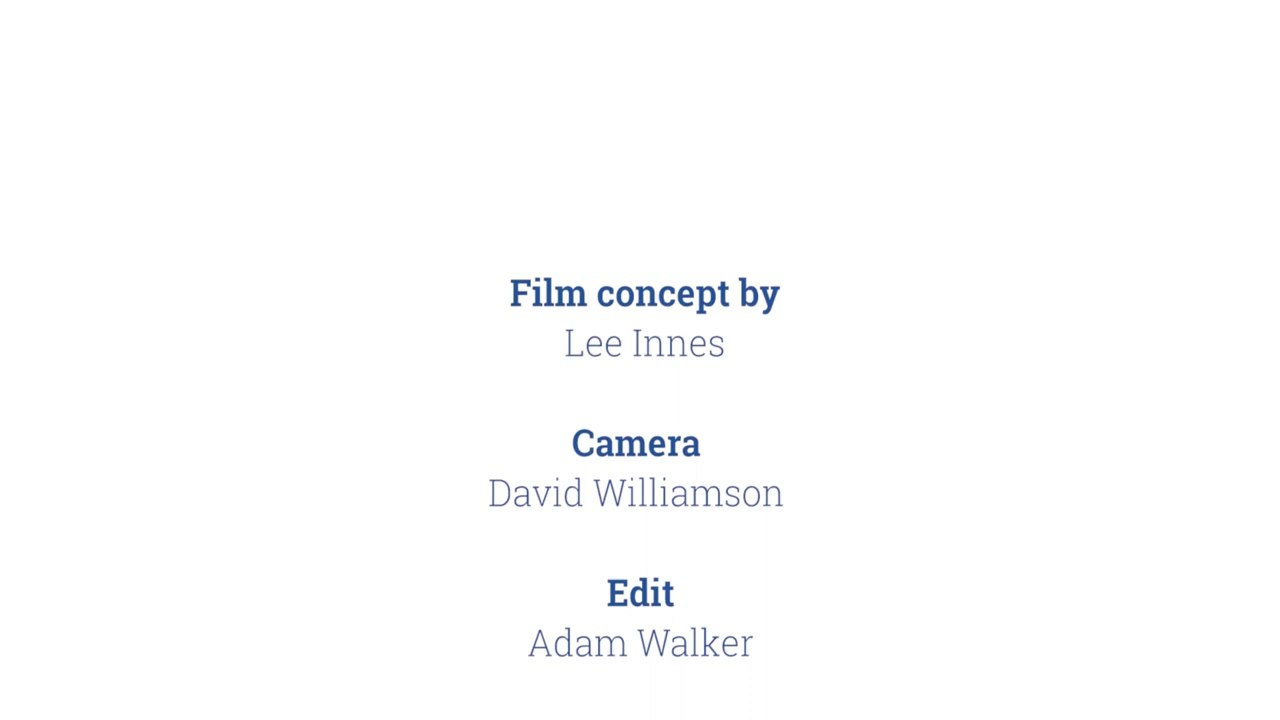 Film concept by
Lee Innes
Camera
David Williamson
Edit
Adam Walker